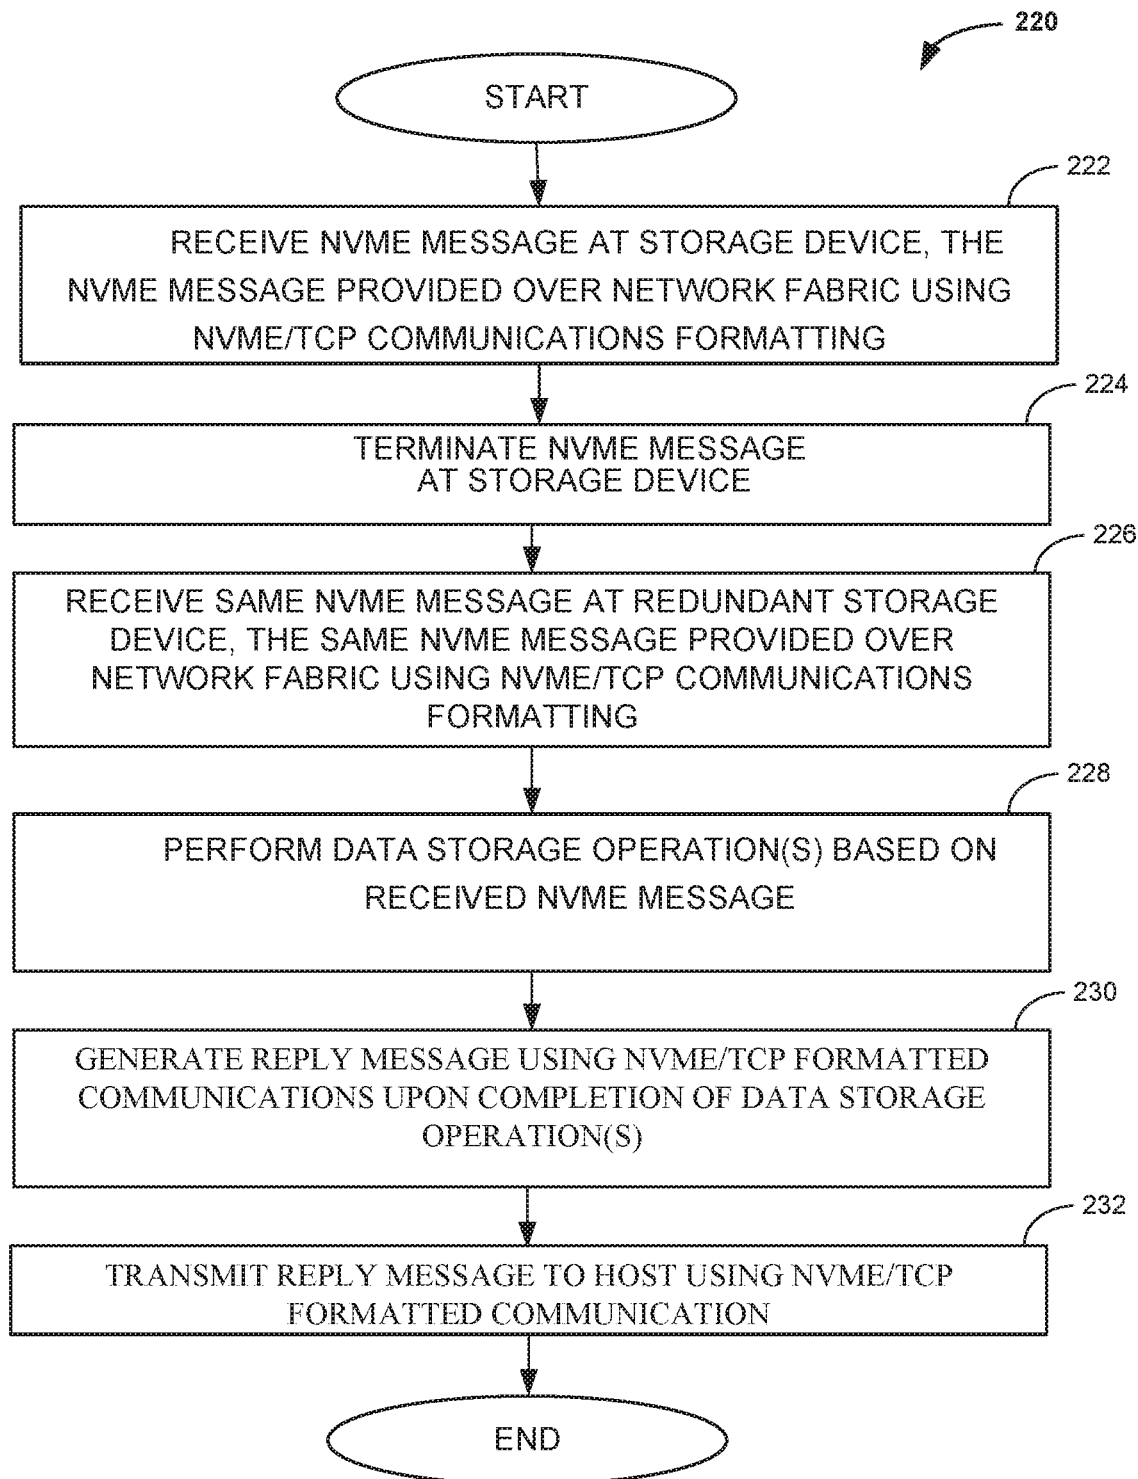 220
START
222
RECEIVE NVME MESSAGE AT STORAGE DEVICE, THE
NVME MESSAGE PROVIDED OVER NETWORK FABRIC USING
NVME/TCP COMMUNICATIONS FORMATTING
224
TERMINATE NVME MESSAGE
AT STORAGE DEVICE
226
RECEIVE SAME NVME MESSAGE AT REDUNDANT STORAGE
DEVICE, THE SAME NVME MESSAGE PROVIDED OVER
NETWORK FABRIC USING NVME/TCP COMMUNICATIONS
FORMATTING
228
PERFORM DATA STORAGE OPERATION(S) BASED ON
RECEIVED NVME MESSAGE
230
GENERATE REPLY MESSAGE USING NVME/TCP FORMATTED
COMMUNICATIONS UPON COMPLETION OF DATA STORAGE
OPERATION(S)
232
TRANSMIT REPLY MESSAGE TO HOST USING NVME/TCP
FORMATTED COMMUNICATION
END